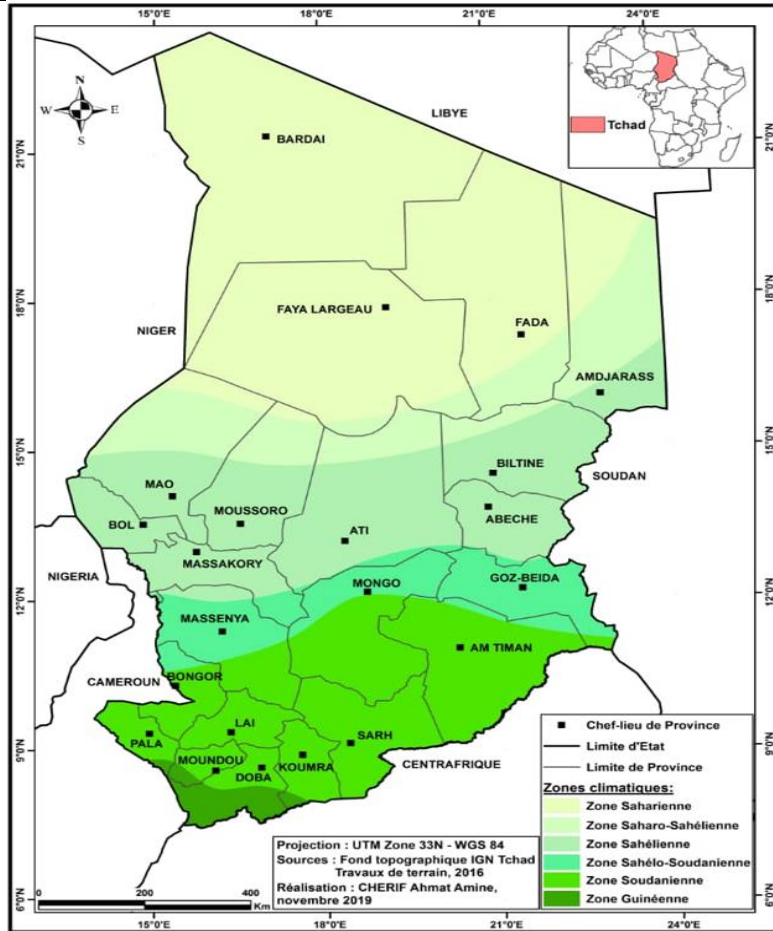 15°0'E 18°0'E 21°0'E 24°0'E
N
W E
S
LIBYE
Tchad
BARDAI
21°0'N 21°0'N
18°0'N 18°0'N
FAYA LARGEAU
FADA
NIGER
AMDJARASS
15°0'N 15°0'N
BILTINE
SOUDAN
MAO
MOUSSORO
ABECHE
BOL
ATI
MASSAKORY
NIGERIA
MONGO
GOZ-BEIDA
12°0'N 12°0'N
MASSENYA
AM TIMAN
CAMEROUN
BONGOR
LAI
PALA
SARH
MOUNDOU
DOBA
KOUMRA
CENTRAFRIQUE
9°0'N 9°0'N
Chef-lieu de Province
Limite d'Etat
Limite de Province
Zones climatiques:
Zone Saharienne
Zone Saharo-Sahélienne
Zone Sahélienne
Zone Sahélo-Soudanienne
Zone Soudanienne
Zone Guinéenne
Projection : UTM Zone 33N - WGS 84
Sources : Fond topographique IGN Tchad
Travaux de terrain, 2016
Réalisation : CHERIF Ahmat Amine,
novembre 2019
0 200 400
Km
6°0'N 6°0'N
15°0'E 18°0'E 21°0'E 24°0'E